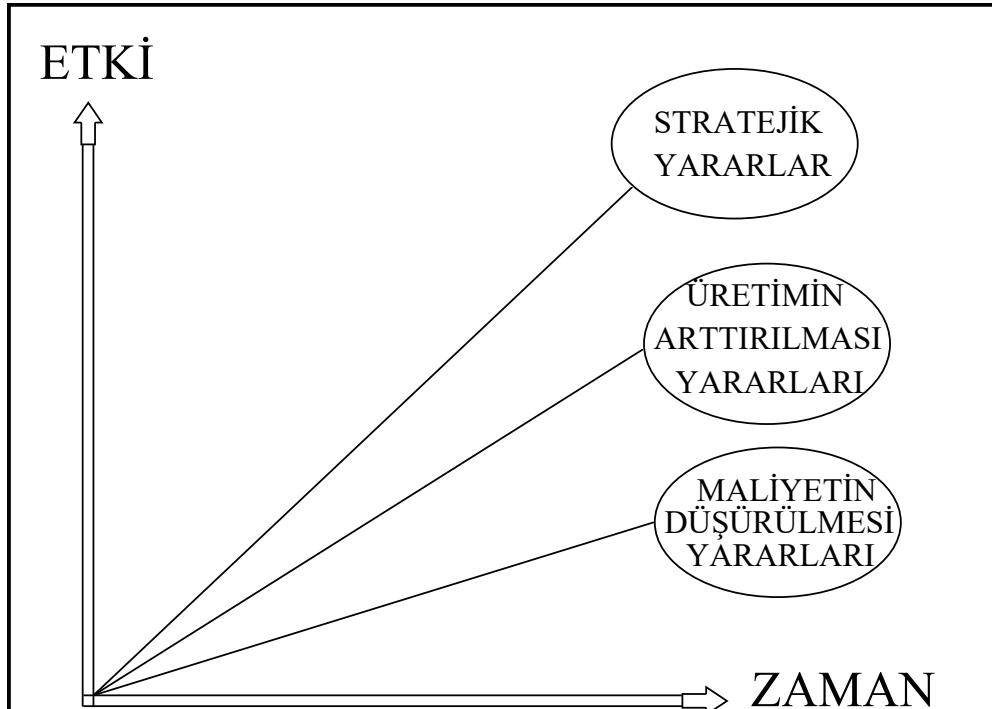 ETKİ
STRATEJİK
YARARLAR
ÜRETİMİN
ARTTIRILMASI
YARARLARI
MALİYETİN
DÜŞÜRÜLMESİ
YARARLARI
ZAMAN